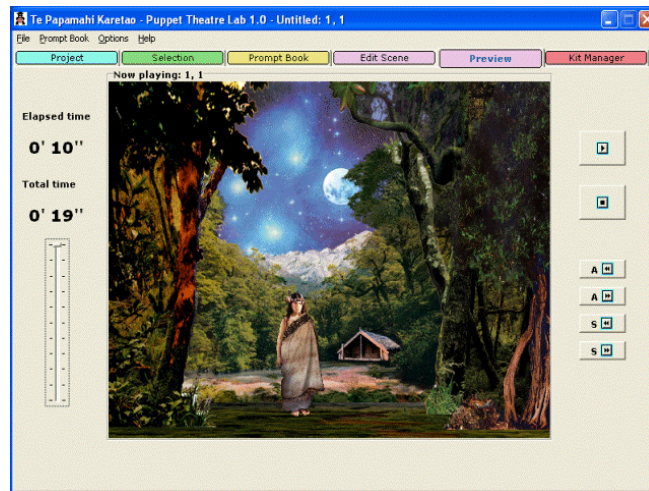 Te Papamahi Karetao - Puppet Theatre Lab 1.0 - Untitled: 1, 1
File Prompt Book Options Help
Project Selection Prompt Book Edit Scene Preview Kit Manager
Now playing: 1, 1
Elapsed time
0' 10"
Total time
0' 19"
A
A
S
S